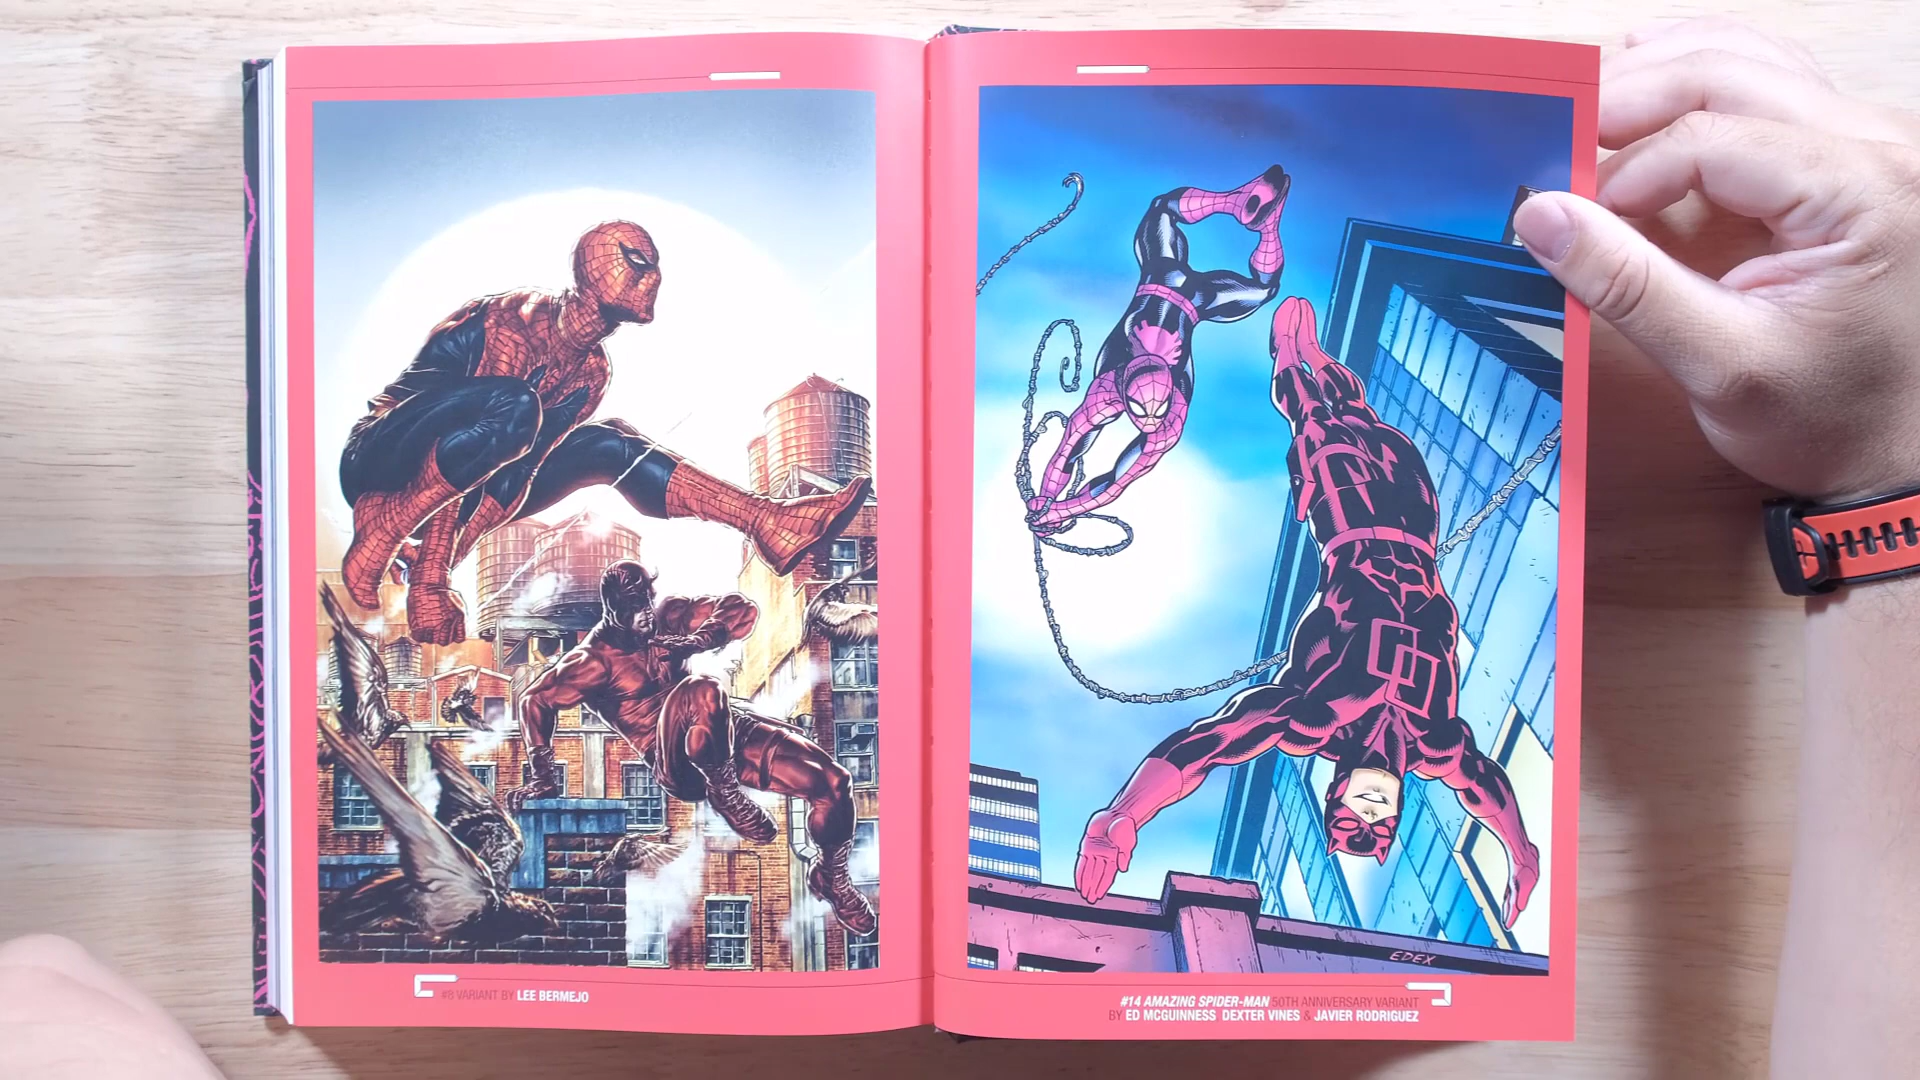 #8 VARIANT BY LEE BERMEJO
EDEX
#14 AMAZING SPIDER-MAN 50TH ANNIVERSARY VARIANT
BY ED MCGUINNESS DEXTER VINES & JAVIER RODRIGUEZ